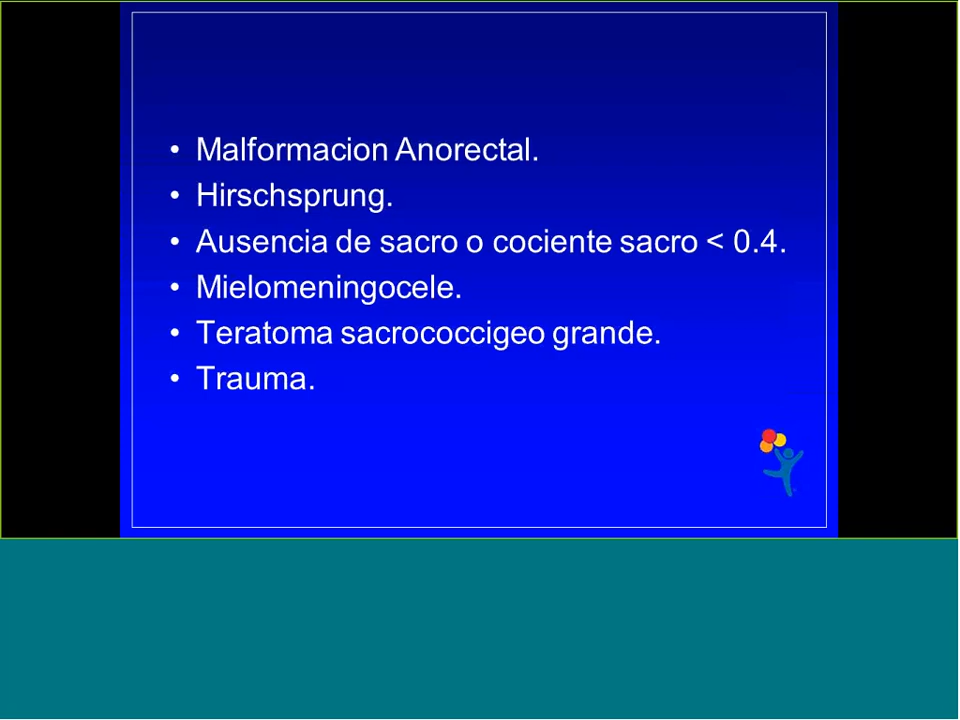 • Malformacion Anorectal.
• Hirschsprung.
• Ausencia de sacro o cociente sacro < 0.4.
• Mielomeningocele.
• Teratoma sacrococcigeo grande.
• Trauma.